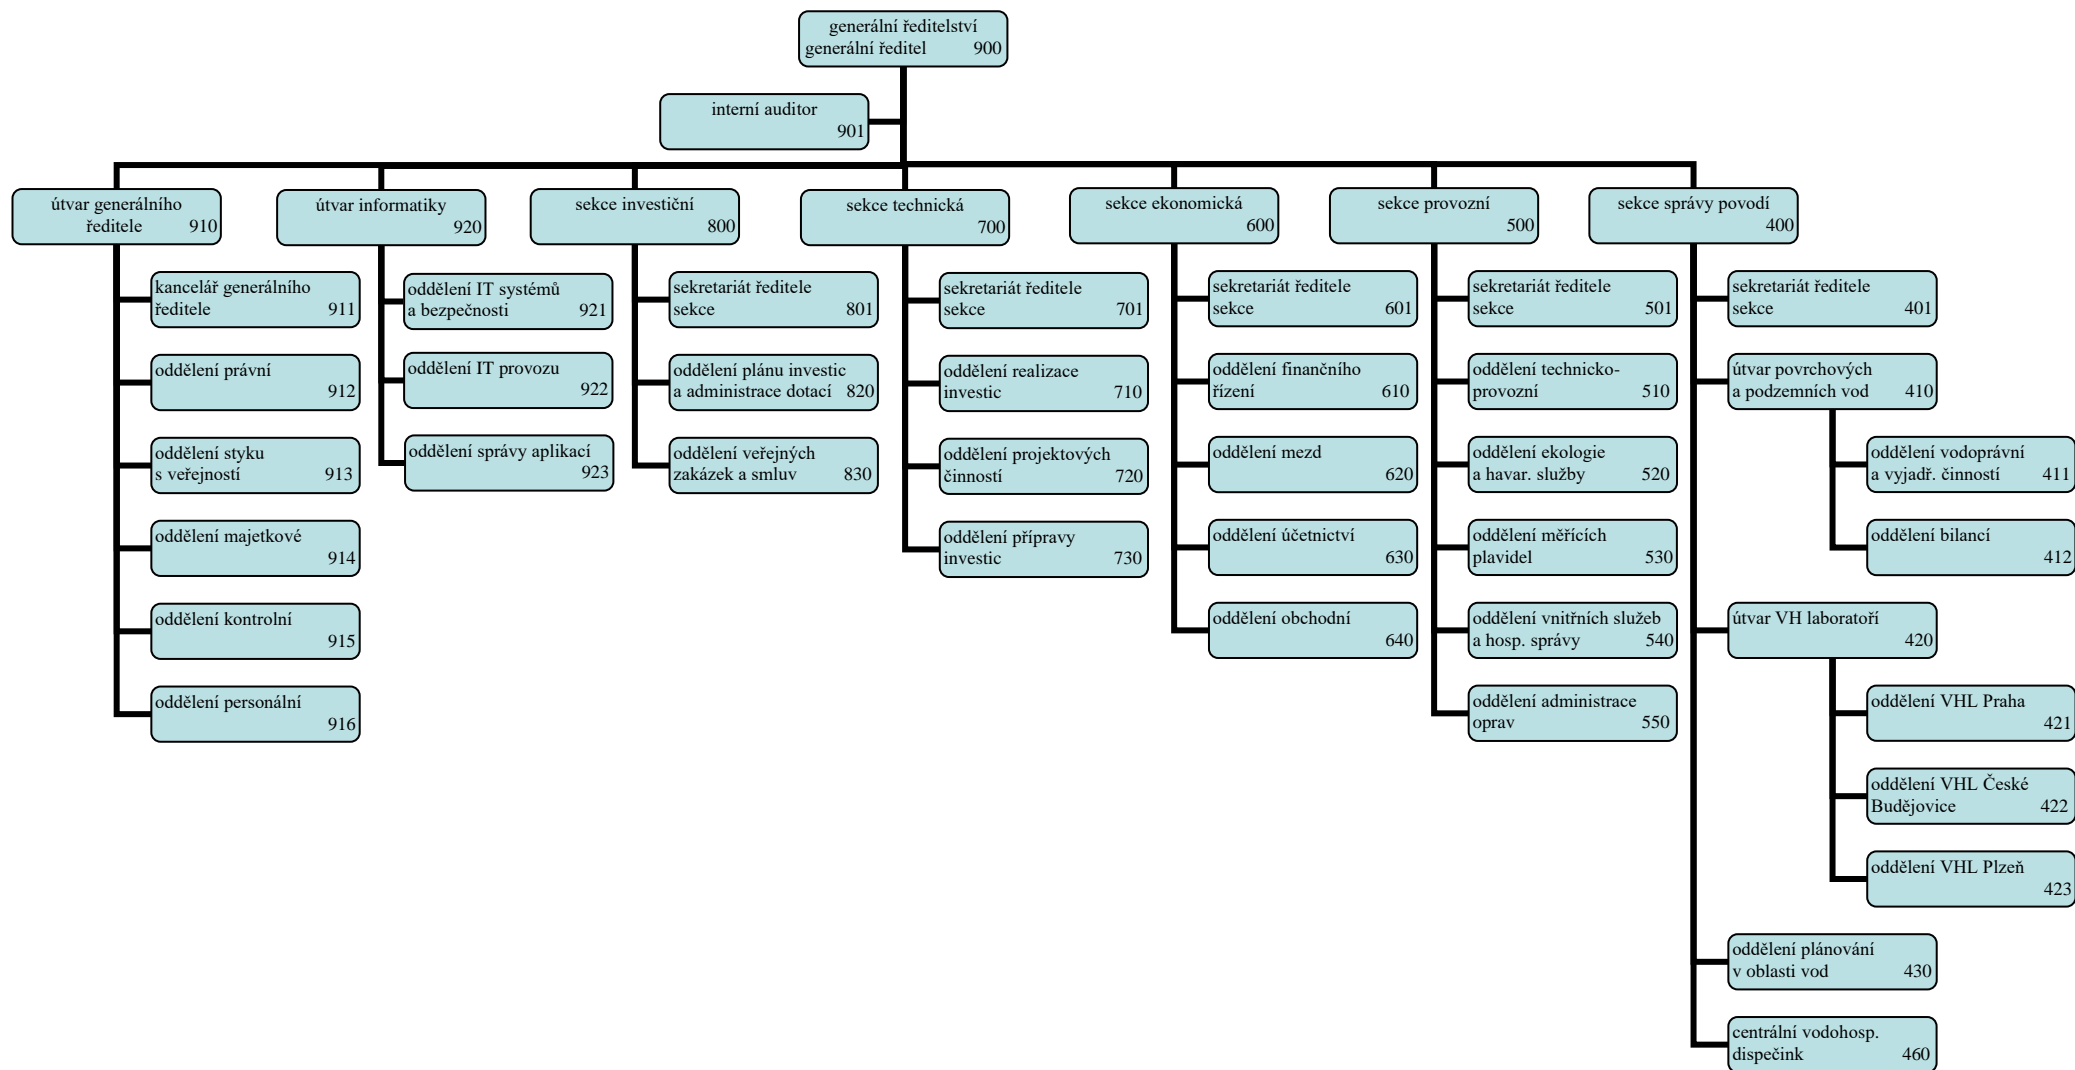 generální ředitelství
generální ředitel 900
interní auditor
901
útvar generálního
ředitele 910
kancelář generálního
ředitele 911
oddělení právní
912
oddělení styku
s veřejností 913
oddělení majetkové
914
oddělení kontrolní
915
oddělení personální
916
útvar informatiky
920
oddělení IT systémů
a bezpečnosti 921
oddělení IT provozu
922
oddělení správy aplikací
923
sekce investiční
800
sekretariát ředitele
sekce 801
oddělení plánu investic
a administrace dotací 820
oddělení veřejných
zakázek a smluv 830
sekce technická
700
sekretariát ředitele
sekce 701
oddělení realizace
investic 710
oddělení projektových
činností 720
oddělení přípravy
investic 730
sekce ekonomická
600
sekretariát ředitele
sekce 601
oddělení finančního
řízení 610
oddělení mezd
620
oddělení účetnictví
630
oddělení obchodní
640
sekce provozní
500
sekretariát ředitele
sekce 501
oddělení technicko-
provozní 510
oddělení ekologie
a havar. služby 520
oddělení měřících
plavidel 530
oddělení vnitřních služeb
a hosp. správy 540
oddělení administrace
oprav 550
sekce správy povodí
400
sekretariát ředitele
sekce 401
útvar povrchových
a podzemních vod 410
oddělení vodoprávní
a vyjadř. činností 411
oddělení bilancí
412
útvar VH laboratoří
420
oddělení VHL Praha
421
oddělení VHL České
Budějovice 422
oddělení VHL Plzeň
423
oddělení plánování
v oblasti vod 430
centrální vodohosp.
dispečink 460